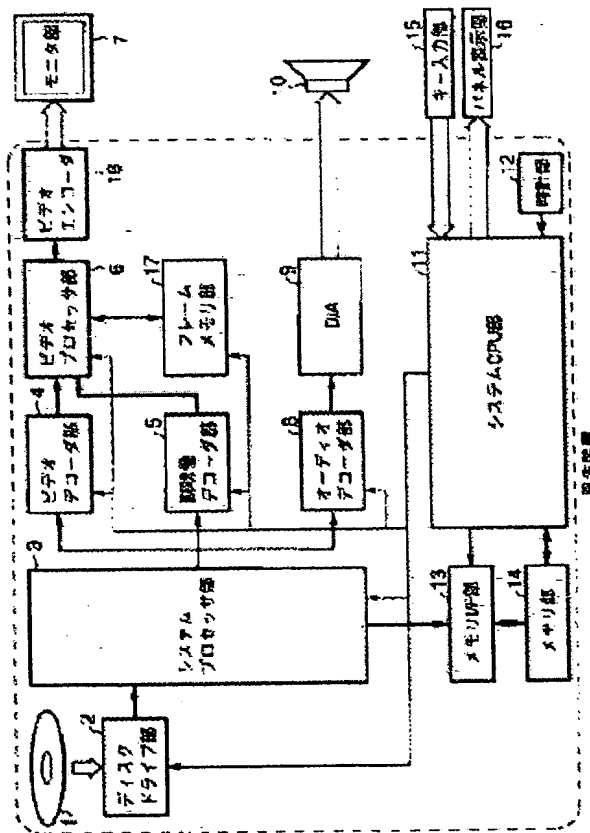 1
2
ディスク
ドライブ部
3
システム
プロセッサ部
4
ビデオ
デコーダ部
5
副映像
デコーダ部
8
オーディオ
デコーダ部
6
ビデオ
プロセッサ部
17
フレーム
メモリ部
9
D/A
18
ビデオ
エンコーダ
7
モニタ部
10
11
システムCPU部
12
時計部
13
メモリI/F部
14
メモリ部
15
キー入力部
16
パネル表示部
再生装置